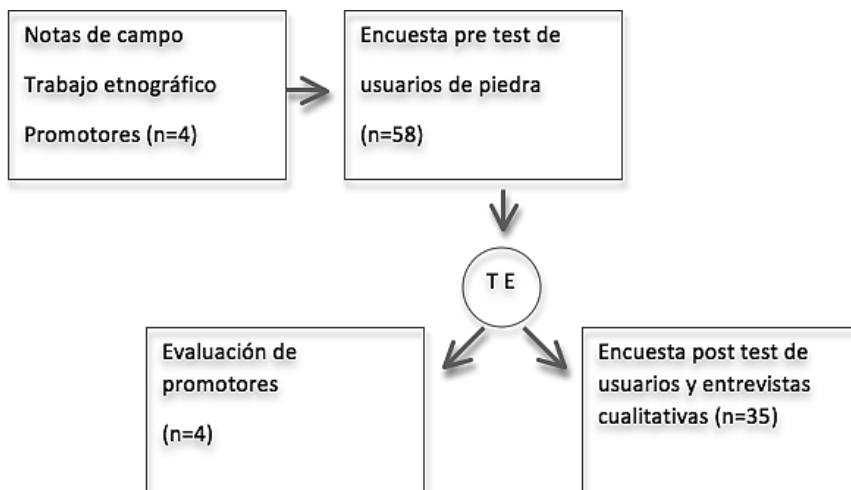 Notas de campo
Trabajo etnográfico
Promotores (n=4)
Encuesta pre test de
usuarios de piedra
(n=58)
T E
Evaluación de
promotores
(n=4)
Encuesta post test de
usuarios y entrevistas
cualitativas (n=35)